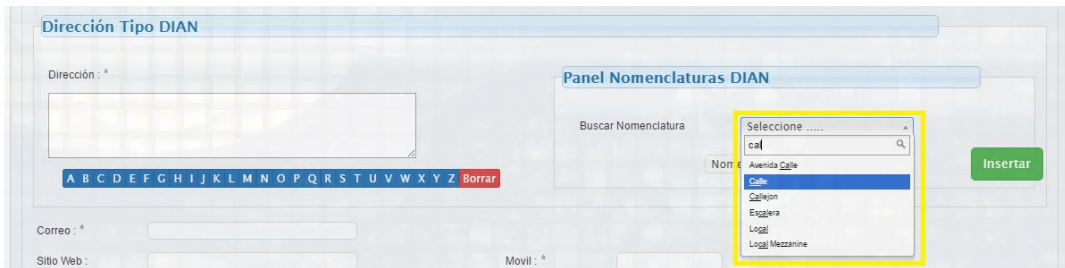 Dirección Tipo DIAN
Dirección : *
A B C D E F G H I J K L M N O P Q R S T U V W X Y Z Borrar
Panel Nomenclaturas DIAN
Buscar Nomenclatura
Seleccione .....
cal
Avenida Calle
Calle
Callejon
Escalera
Local
Local Mezzanine
Insertar
Correo : *
Sitio Web :
Movil : *